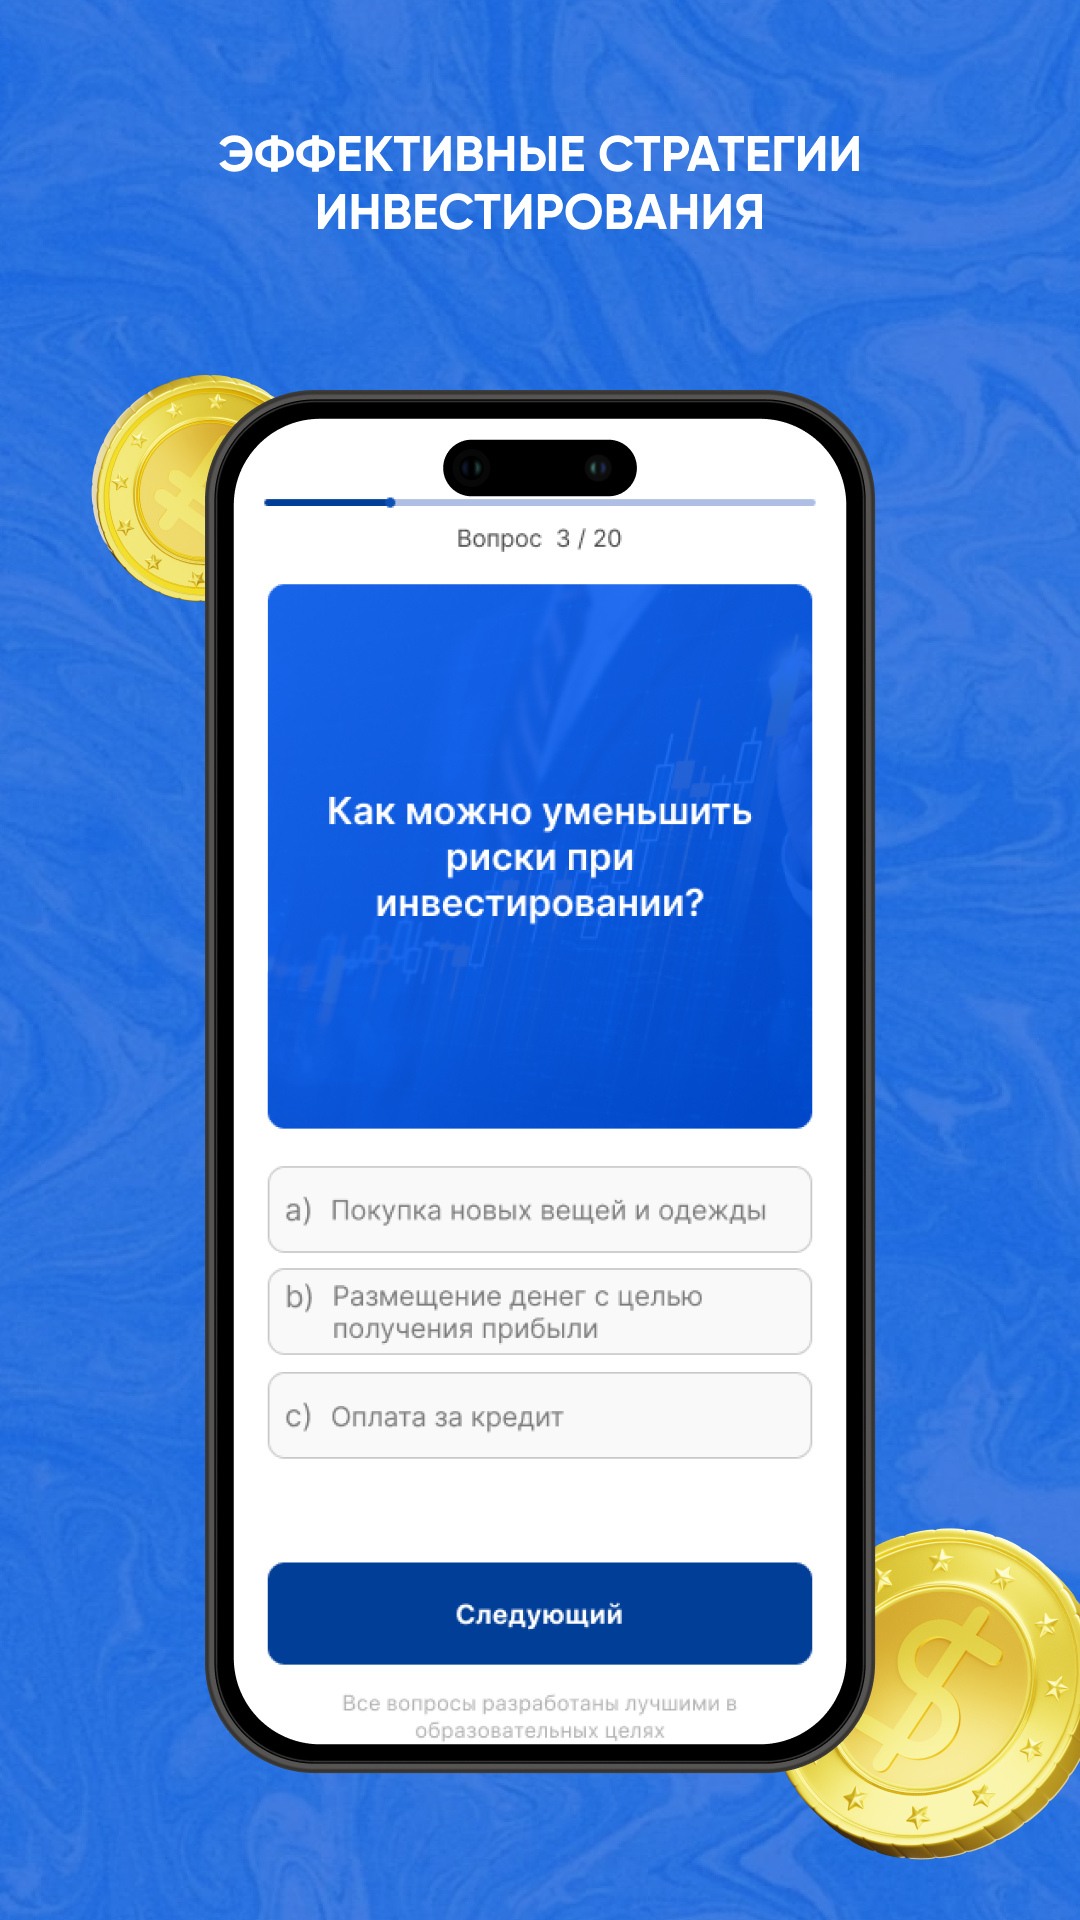 ЭФФЕКТИВНЫЕ СТРАТЕГИИ
ИНВЕСТИРОВАНИЯ
Вопрос 3 / 20
Как можно уменьшить
риски при
инвестировании?
a) Покупка новых вещей и одежды
b) Размещение денег с целью
получения прибыли
c) Оплата за кредит
Следующий
Все вопросы разработаны лучшими в
образовательных целях